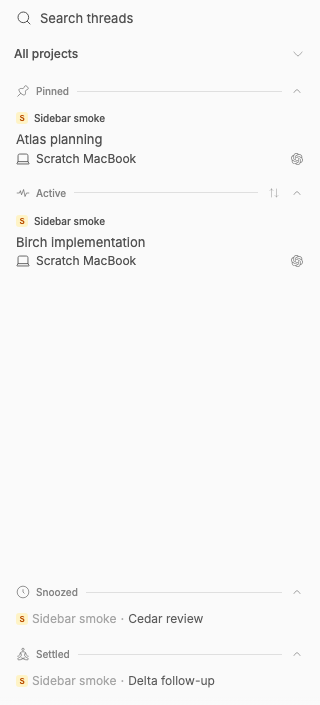 Search threads
All projects
Pinned
S Sidebar smoke
Atlas planning
Scratch MacBook
Active
S Sidebar smoke
Birch implementation
Scratch MacBook
Snoozed
S Sidebar smoke · Cedar review
Settled
S Sidebar smoke · Delta follow-up